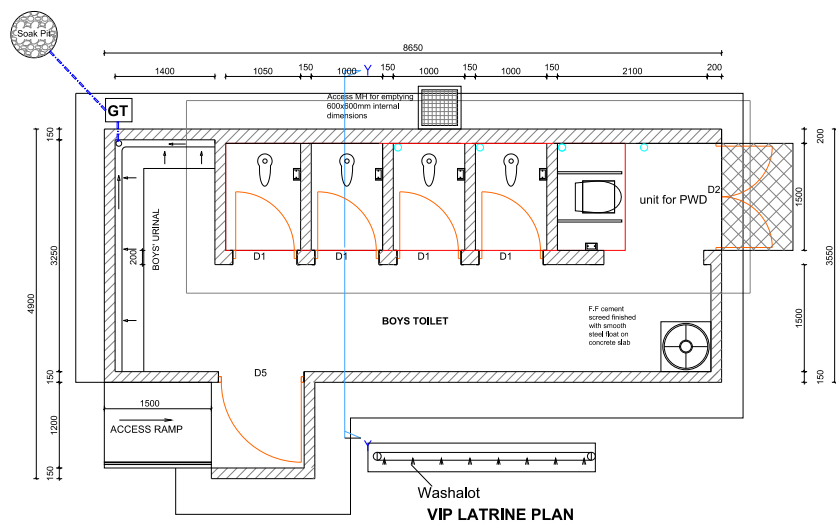 Soak Pit
8650
1400
150
1050
150
1000
150
1000
150
1000
150
2100
200
Y
Access MH for emptying
600x600mm internal
dimensions
GT
150
3250
4900
150
1200
150
BOYS' URINAL
200
D1
D1
D1
D1
unit for PWD
D2
200
1500
3550
1500
150
BOYS TOILET
F.F cement
screed finished
with smooth
steel float on
concrete slab
D5
1500
ACCESS RAMP
Y
Washalot
VIP LATRINE PLAN